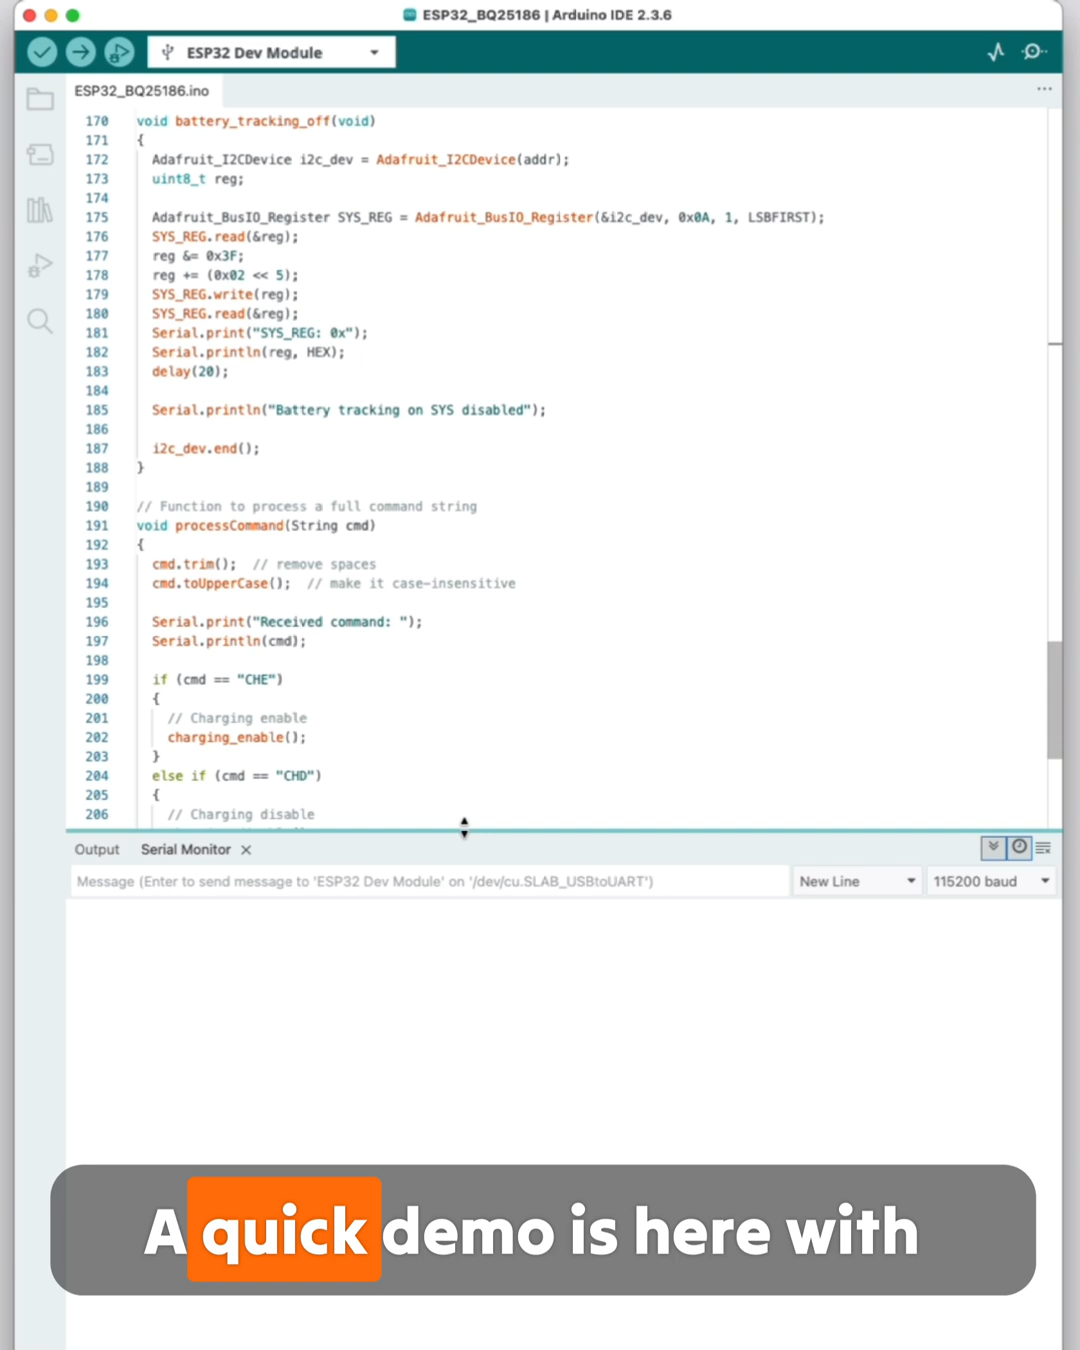 ESP32_BQ25186 | Arduino IDE 2.3.6
ESP32 Dev Module
ESP32_BQ25186.ino
170 void battery_tracking_off(void)
171 {
172 Adafruit_I2CDevice i2c_dev = Adafruit_I2CDevice(addr);
173 uint8_t reg;
174
175 Adafruit_BusIO_Register SYS_REG = Adafruit_BusIO_Register(&i2c_dev, 0x0A, 1, LSBFIRST);
176 SYS_REG.read(&reg);
177 reg &= 0x3F;
178 reg += (0x02 << 5);
179 SYS_REG.write(reg);
180 SYS_REG.read(&reg);
181 Serial.print("SYS_REG: 0x");
182 Serial.println(reg, HEX);
183 delay(20);
184
185 Serial.println("Battery tracking on SYS disabled");
186
187 i2c_dev.end();
188 }
189
190 // Function to process a full command string
191 void processCommand(String cmd)
192 {
193 cmd.trim(); // remove spaces
194 cmd.toUpperCase(); // make it case-insensitive
195
196 Serial.print("Received command: ");
197 Serial.println(cmd);
198
199 if (cmd == "CHE")
200 {
201 // Charging enable
202 charging_enable();
203 }
204 else if (cmd == "CHD")
205 {
206 // Charging disable
Output Serial Monitor
Message (Enter to send message to 'ESP32 Dev Module' on '/dev/cu.SLAB_USBtoUART')
New Line
115200 baud
A quick demo is here with